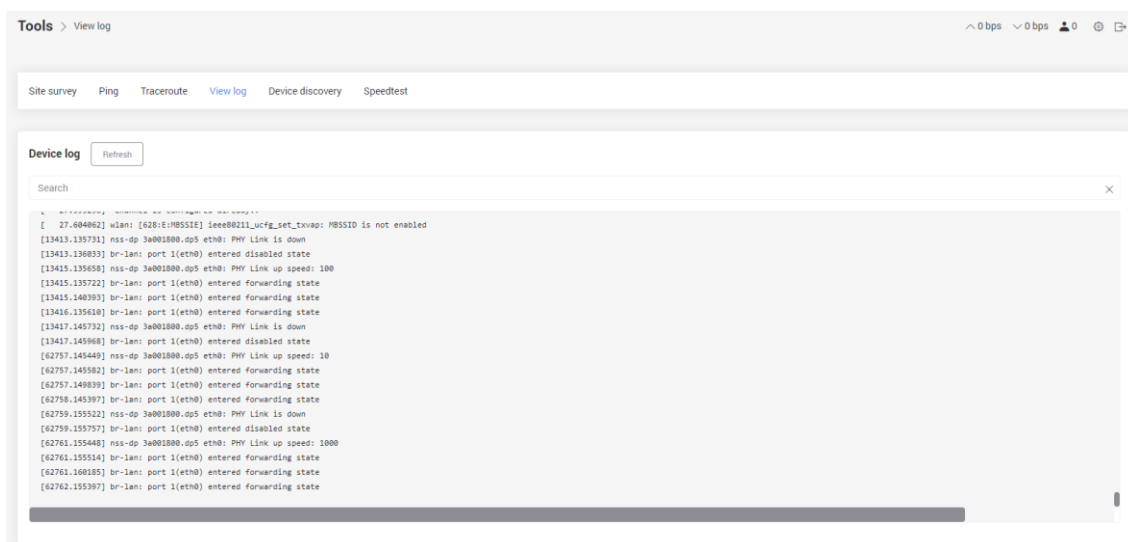 Tools > View log
0 bps 0 bps 0
Site survey Ping Traceroute View log Device discovery Speedtest
Device log Refresh
Search
channel is configured already..
[ 27.604062] wlan: [628:E:MBSSIE] ieee80211_ucfg_set_txvap: MBSSID is not enabled
[13413.135731] nss-dp 3a001800.dp5 eth0: PHY Link is down
[13413.136033] br-lan: port 1(eth0) entered disabled state
[13415.135658] nss-dp 3a001800.dp5 eth0: PHY Link up speed: 100
[13415.135722] br-lan: port 1(eth0) entered forwarding state
[13415.140393] br-lan: port 1(eth0) entered forwarding state
[13416.135610] br-lan: port 1(eth0) entered forwarding state
[13417.145732] nss-dp 3a001800.dp5 eth0: PHY Link is down
[13417.145968] br-lan: port 1(eth0) entered disabled state
[62757.145449] nss-dp 3a001800.dp5 eth0: PHY Link up speed: 10
[62757.145582] br-lan: port 1(eth0) entered forwarding state
[62757.149839] br-lan: port 1(eth0) entered forwarding state
[62758.145397] br-lan: port 1(eth0) entered forwarding state
[62759.155522] nss-dp 3a001800.dp5 eth0: PHY Link is down
[62759.155757] br-lan: port 1(eth0) entered disabled state
[62761.155448] nss-dp 3a001800.dp5 eth0: PHY Link up speed: 1000
[62761.155514] br-lan: port 1(eth0) entered forwarding state
[62761.160185] br-lan: port 1(eth0) entered forwarding state
[62762.155397] br-lan: port 1(eth0) entered forwarding state